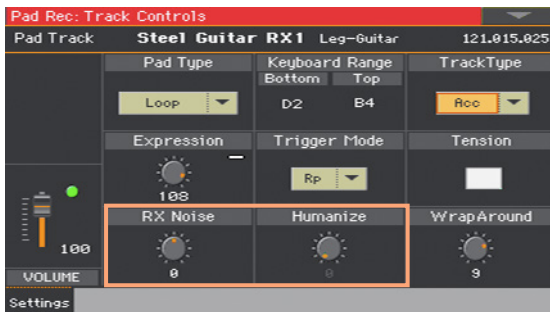 Pad Rec: Track Controls
Pad Track Steel Guitar RX1 Leg-Guitar 121.015.025
Pad Type Keyboard Range TrackType
Bottom Top
Loop D2 B4 Acc
Expression Trigger Mode Tension
Rp
108
RX Noise Humanize WrapAround
100
VOLUME 0 0 9
Settings